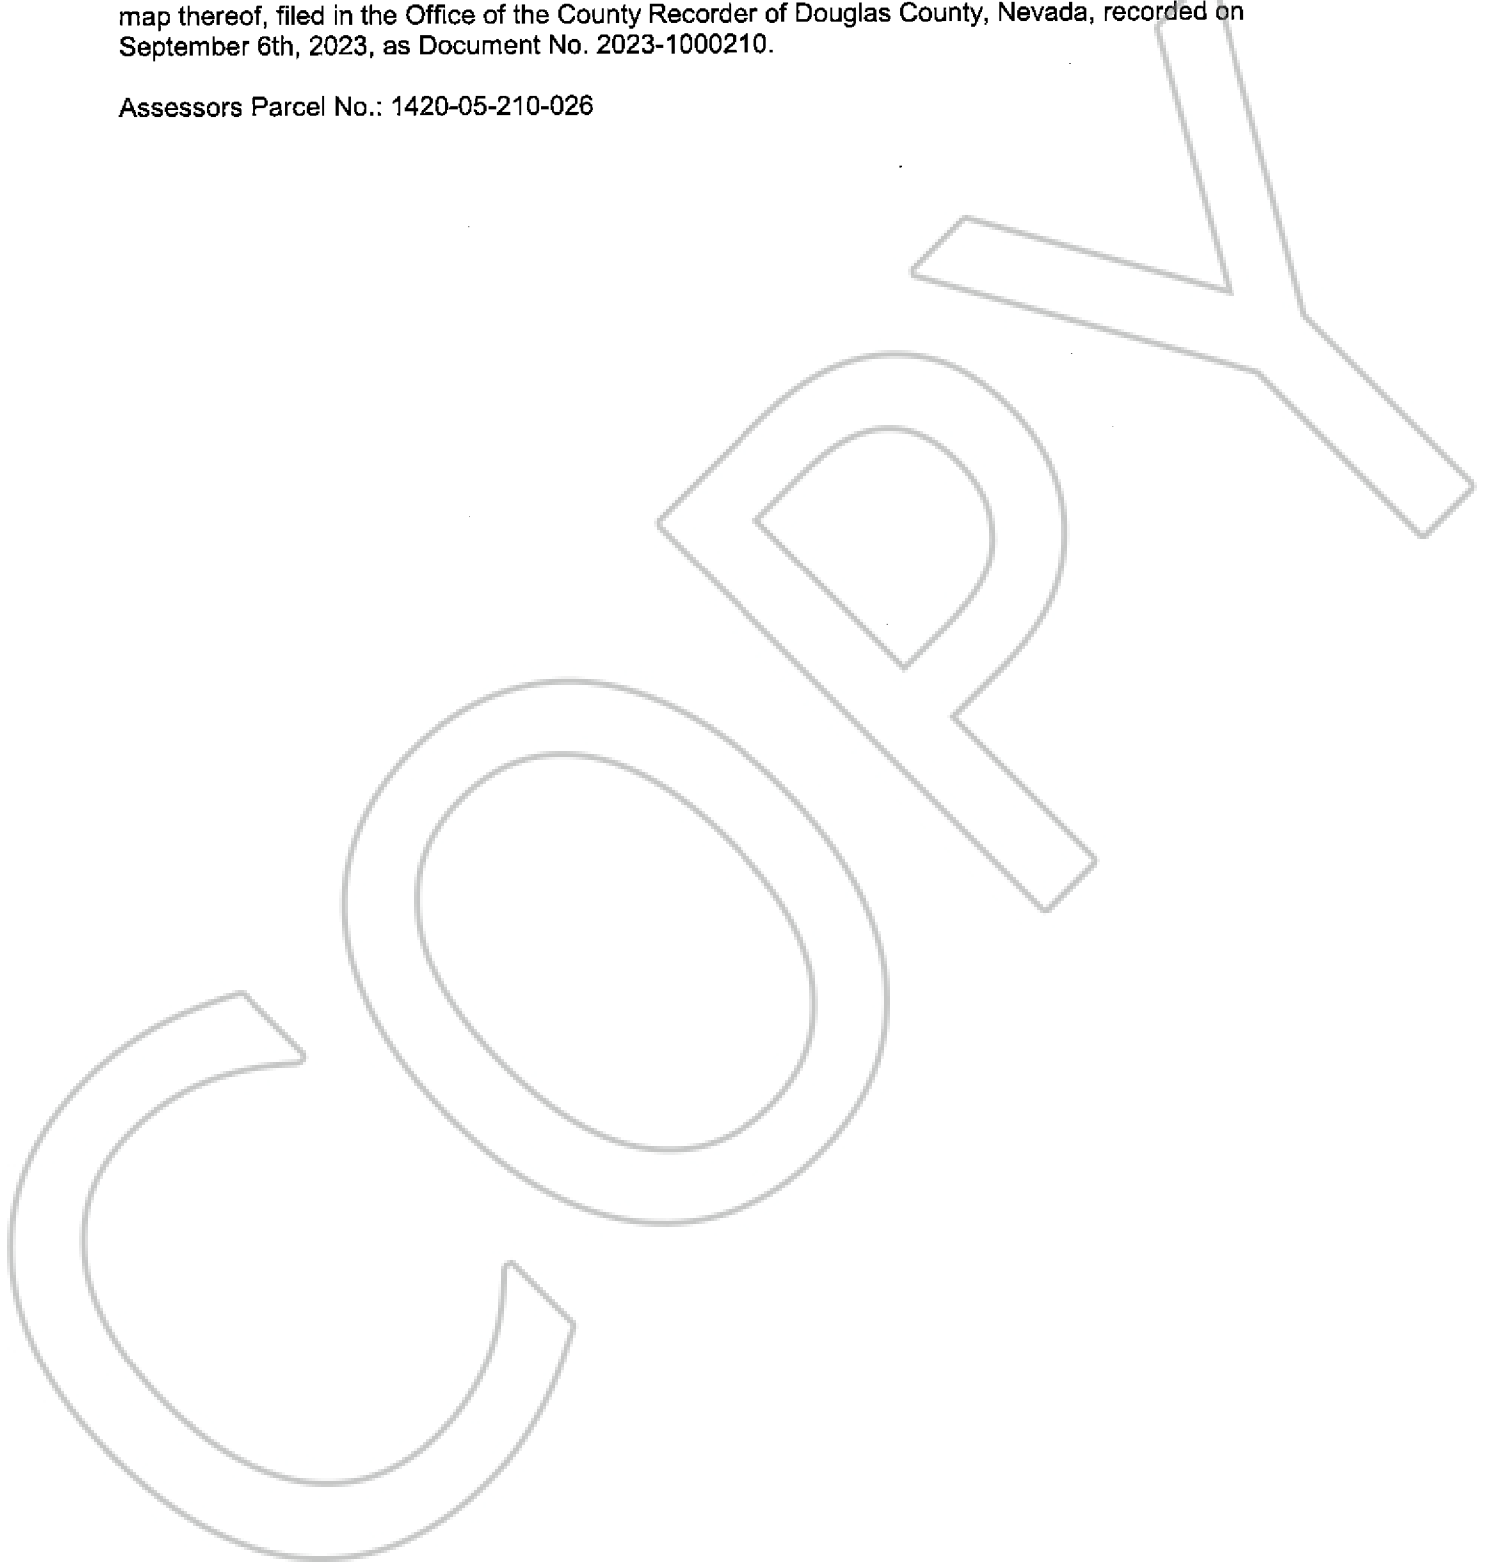 map thereof, filed in the Office of the County Recorder of Douglas County, Nevada, recorded on
September 6th, 2023, as Document No. 2023-1000210.
Assessors Parcel No.: 1420-05-210-026
COPY